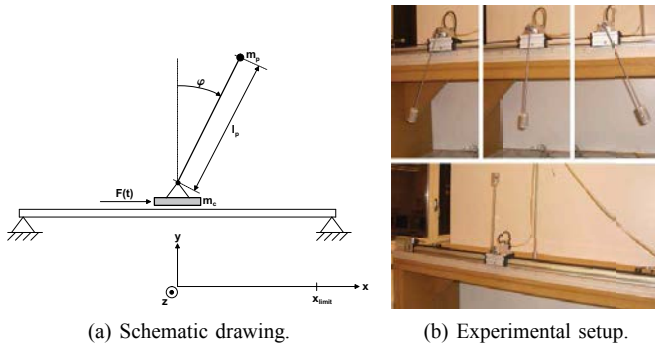 m_p
φ
l_p
F(t)
m_c
y
z
x
x_limit
(a) Schematic drawing.
(b) Experimental setup.